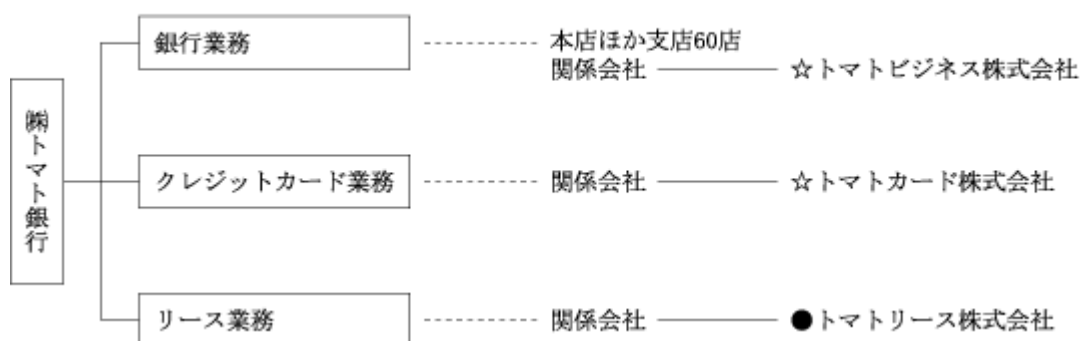 ㈱トマト銀行
銀行業務
本店ほか支店60店
関係会社
☆トマトビジネス株式会社
クレジットカード業務
関係会社
☆トマトカード株式会社
リース業務
関係会社
●トマトリース株式会社